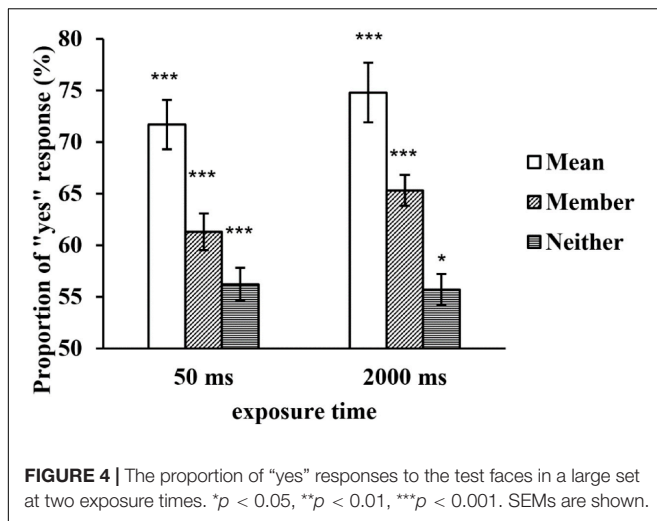 80
75
70
65
60
55
50
Proportion of "yes" response (%)
***
***
***
***
***
*
Mean
Member
Neither
50 ms
2000 ms
exposure time
FIGURE 4 | The proportion of “yes” responses to the test faces in a large set
at two exposure times. *p < 0.05, **p < 0.01, ***p < 0.001. SEMs are shown.